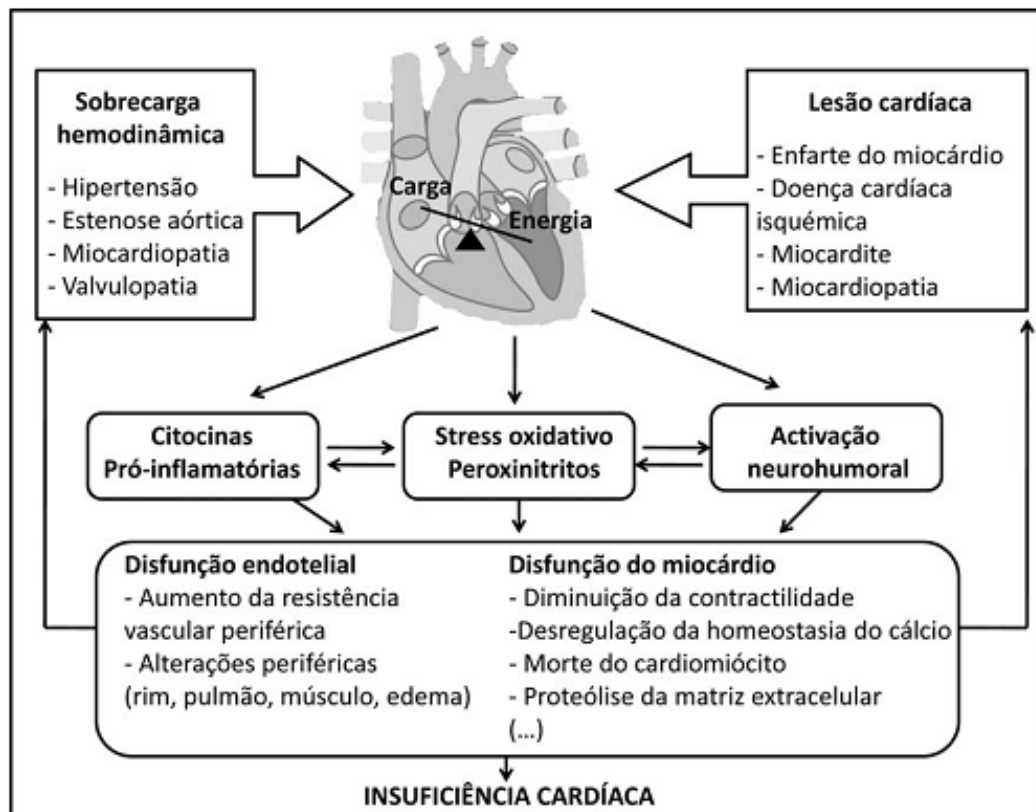 Sobrecarga
hemodinâmica
- Hipertensão
- Estenose aórtica
- Miocardiopatia
- Valvulopatia
Carga
Energia
Lesão cardíaca
- Enfarte do miocárdio
- Doença cardíaca
isquémica
- Miocardite
- Miocardiopatia
Citocinas
Pró-inflamatórias
Stress oxidativo
Peroxinitritos
Activação
neurohumoral
Disfunção endotelial
- Aumento da resistência
vascular periférica
- Alterações periféricas
(rim, pulmão, músculo, edema)
Disfunção do miocárdio
- Diminuição da contractilidade
-Desregulação da homeostasia do cálcio
- Morte do cardiomiócito
- Proteólise da matriz extracelular
(...)
INSUFICIÊNCIA CARDÍACA